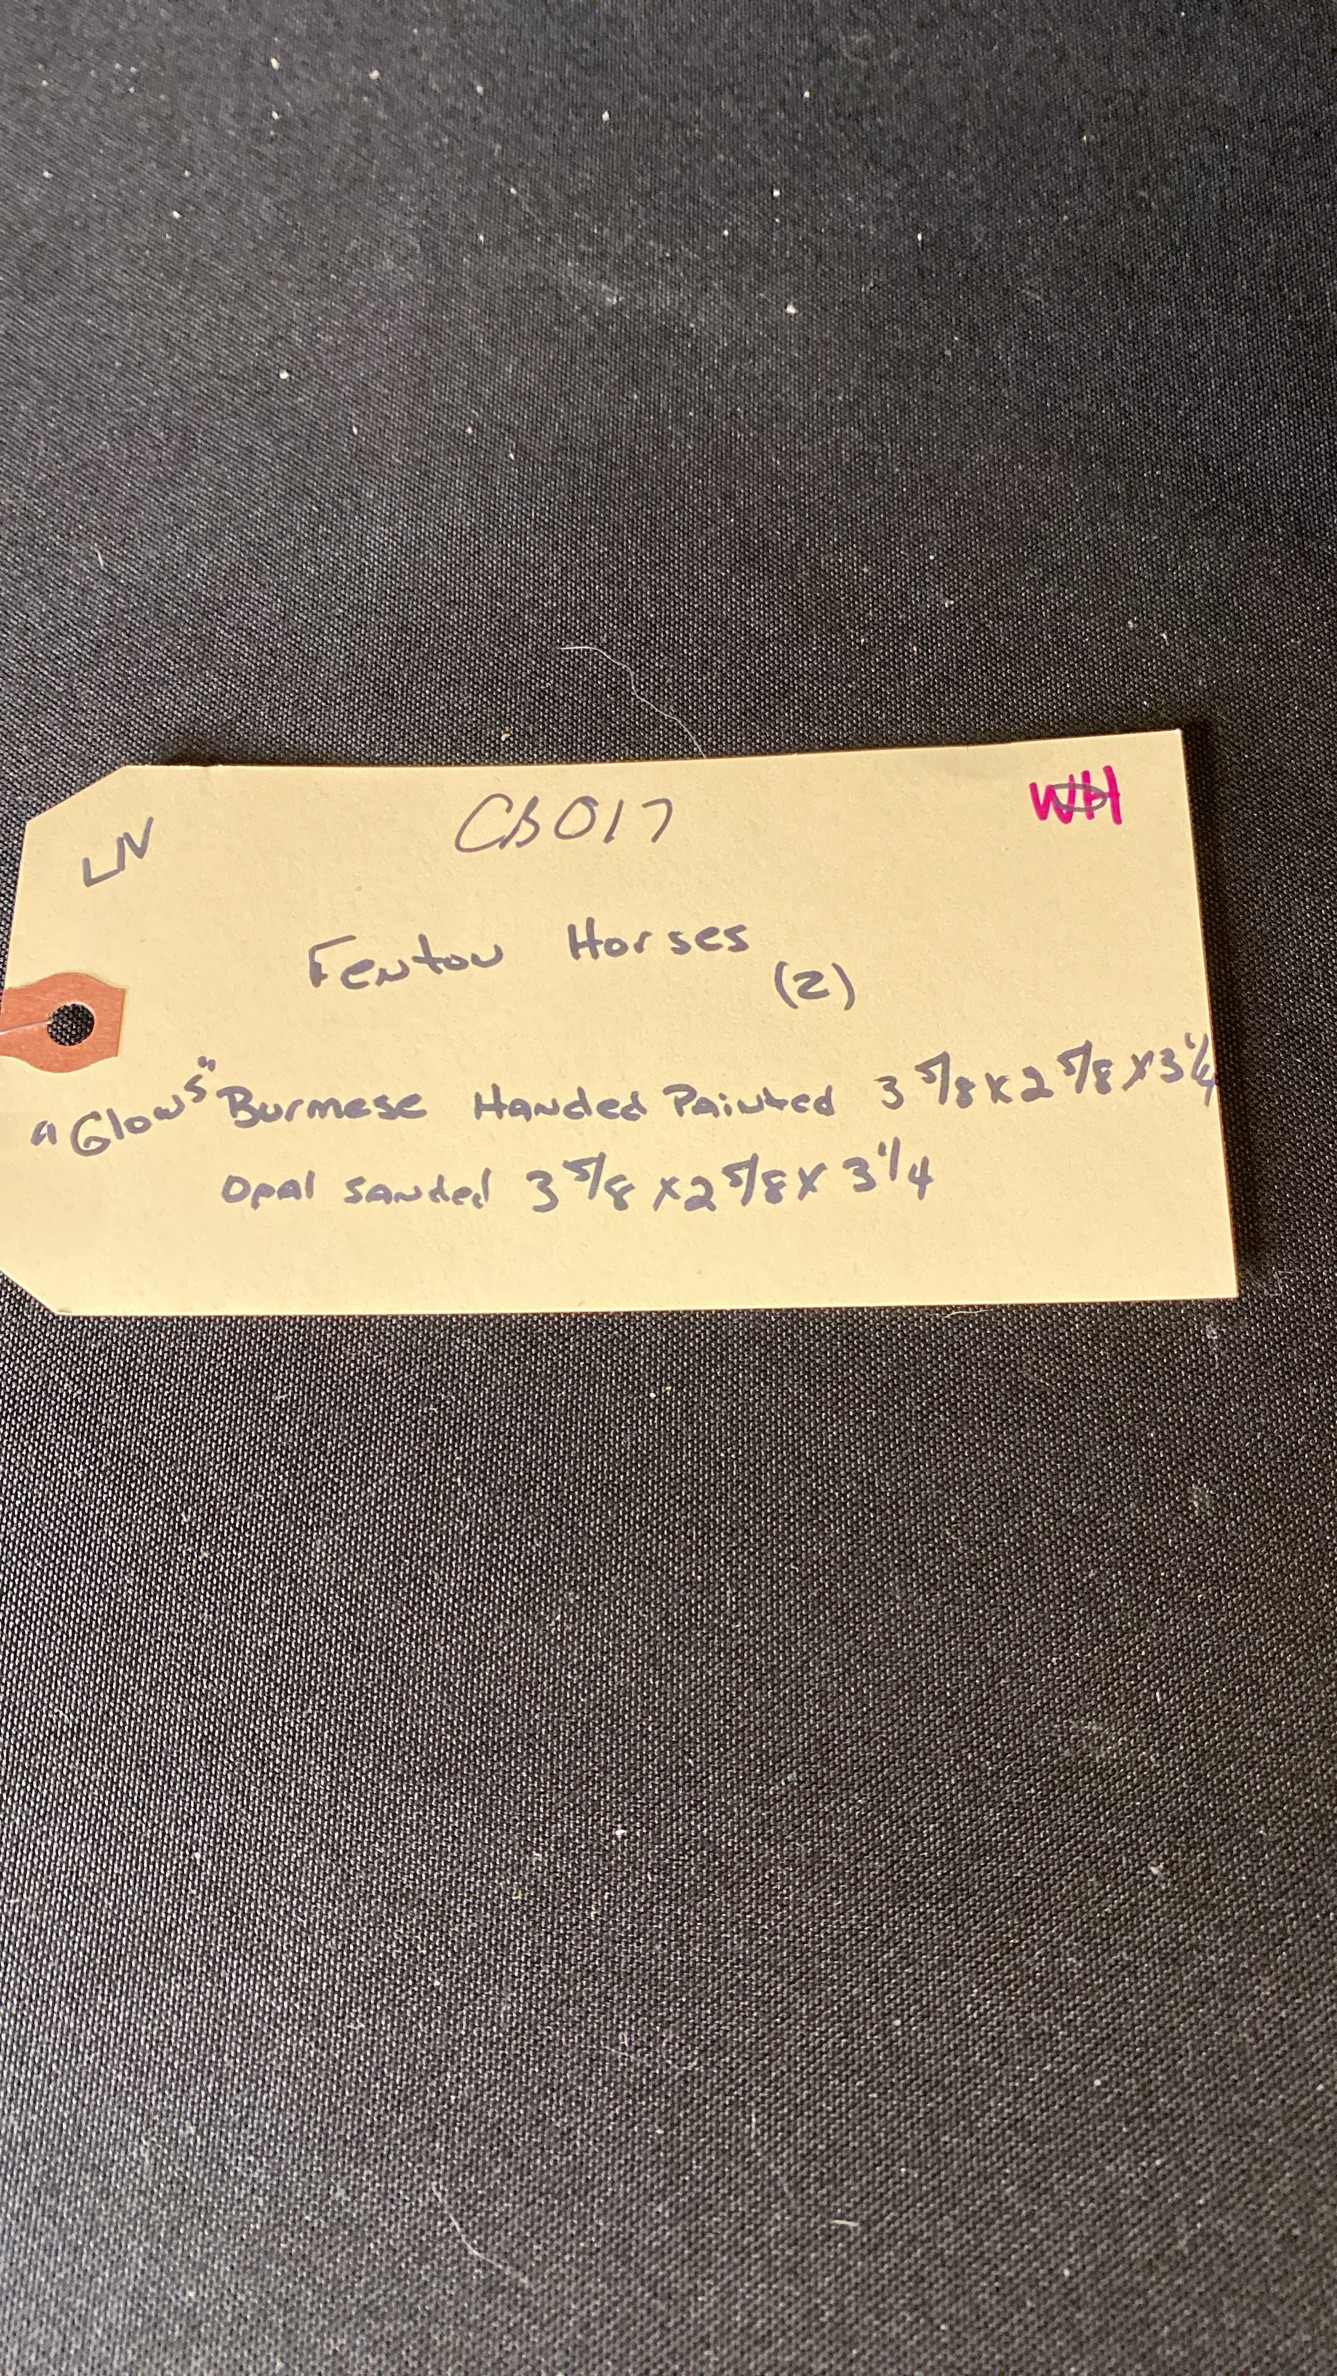 LIV CB017 WH
Fenton Horses
(2)
"Glows" Burmese Handed Painted 3 5/8 x 2 5/8 x 3 1/4
Opal sanded 3 5/8 x 2 5/8 x 3 1/4